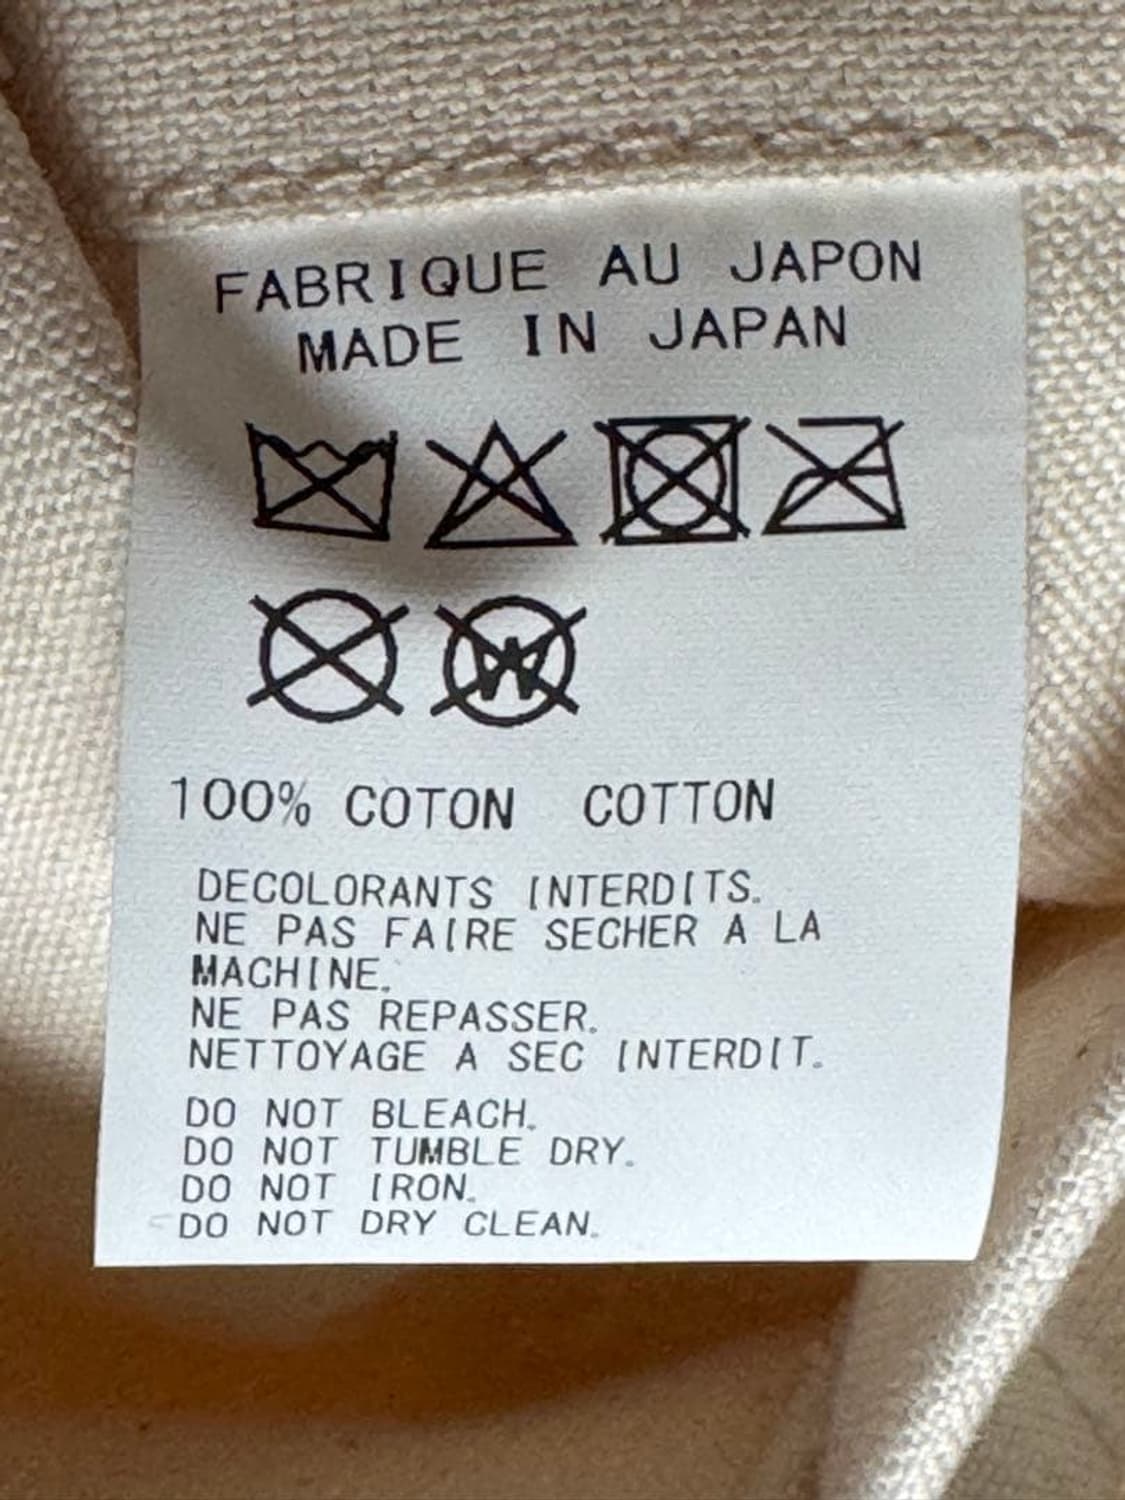 FABRIQUE AU JAPON
MADE IN JAPAN
W
100% COTON COTTON
DECOLORANTS INTERDITS.
NE PAS FAIRE SECHER A LA
MACHINE.
NE PAS REPASSER.
NETTOYAGE A SEC INTERDIT.
DO NOT BLEACH.
DO NOT TUMBLE DRY.
DO NOT IRON.
DO NOT DRY CLEAN.